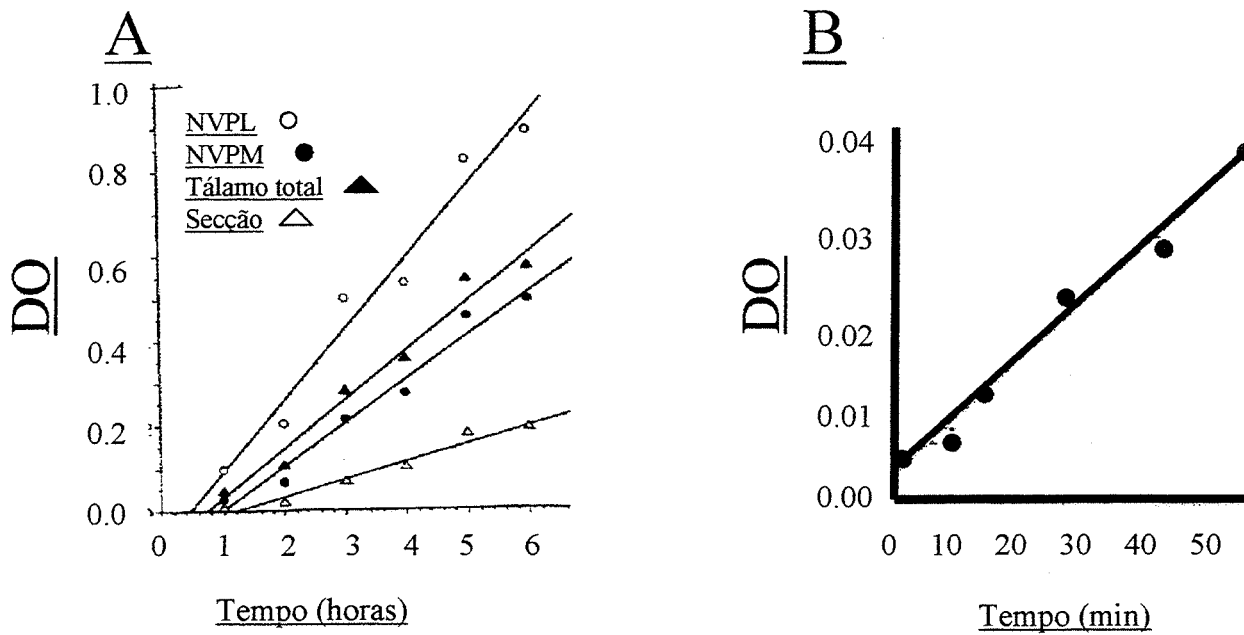 A
DO
1.0
0.8
0.6
0.4
0.2
0.0
NVPL
NVPM
Tálamo total
Secção
0 1 2 3 4 5 6
Tempo (horas)
B
DO
0.04
0.03
0.02
0.01
0.00
0 10 20 30 40 50
Tempo (min)